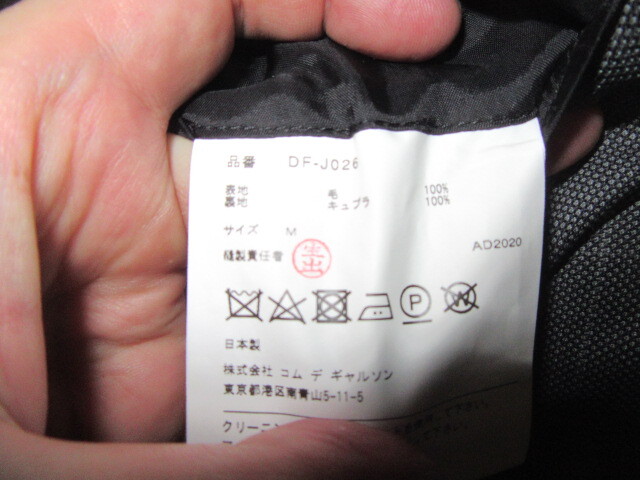 品番 DF-J026
表地 毛 100%
裏地 キュプラ 100%
サイズ M
縫製責任者
AD2020
P
W
日本製
株式会社 コム デ ギャルソン
東京都港区南青山5-11-5
クリーニン